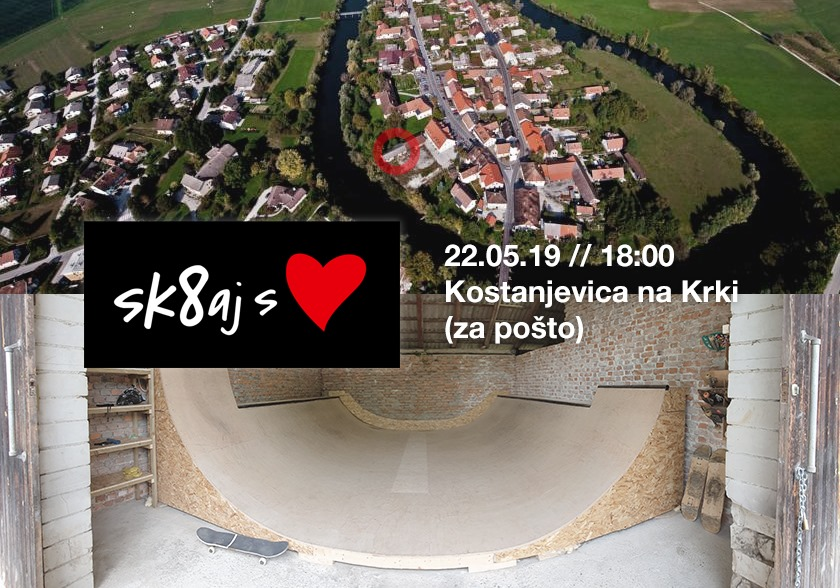 sk8aj s
22.05.19 // 18:00
Kostanjevica na Krki
(za pošto)